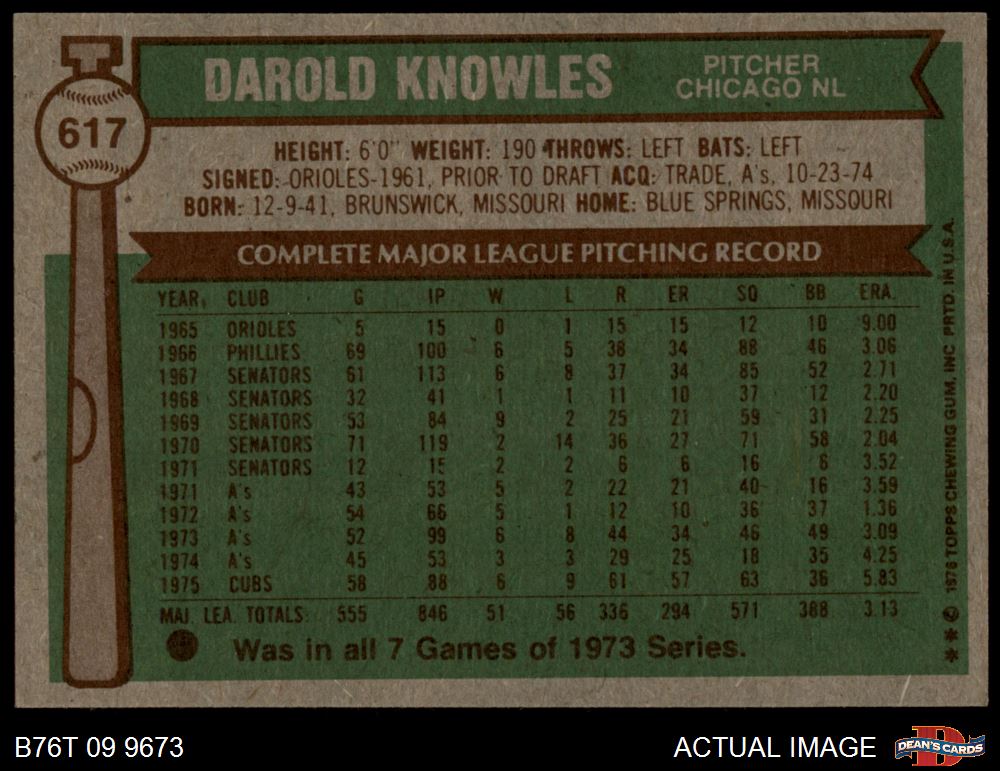 617
DAROLD KNOWLES
PITCHER
CHICAGO NL
HEIGHT: 6'0" WEIGHT: 190 THROWS: LEFT BATS: LEFT
SIGNED: ORIOLES-1961, PRIOR TO DRAFT ACQ: TRADE, A's, 10-23-74
BORN: 12-9-41, BRUNSWICK, MISSOURI HOME: BLUE SPRINGS, MISSOURI
COMPLETE MAJOR LEAGUE PITCHING RECORD
YEAR CLUB G IP W L R ER SO BB ERA.
1965 ORIOLES 5 15 0 1 15 15 12 10 9.00
1966 PHILLIES 69 100 6 5 38 34 88 46 3.06
1967 SENATORS 61 113 6 8 37 34 85 52 2.71
1968 SENATORS 32 41 1 1 11 10 37 12 2.20
1969 SENATORS 53 84 9 2 25 21 59 31 2.25
1970 SENATORS 71 119 2 14 36 27 71 58 2.04
1971 SENATORS 12 15 2 2 6 6 16 6 3.52
1971 A's 43 53 5 2 22 21 40 16 3.59
1972 A's 54 66 5 1 12 10 36 37 1.36
1973 A's 52 99 6 8 44 34 46 49 3.09
1974 A's 45 53 3 3 29 25 18 35 4.25
1975 CUBS 58 88 6 9 61 57 63 36 5.83
MAJ. LEA. TOTALS: 555 846 51 56 336 294 571 388 3.13
Was in all 7 Games of 1973 Series.
** © 1976 TOPPS CHEWING GUM, INC PRTD. IN U.S.A.
B76T 09 9673
ACTUAL IMAGE
DEAN'S CARDS